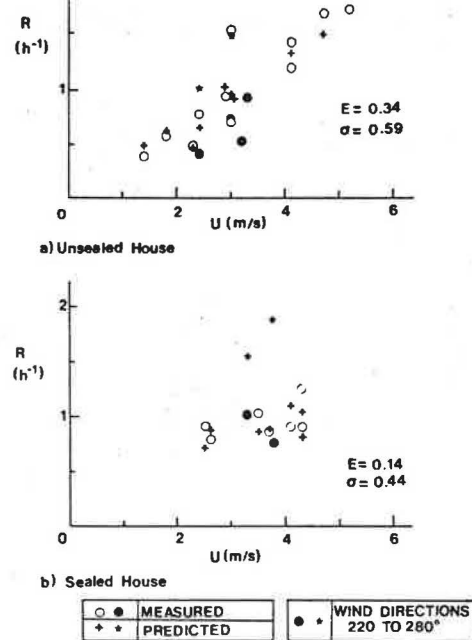 R
(h⁻¹)
1
E = 0.34
σ = 0.59
0 2 4 6
U (m/s)
a) Unsealed House
2
R
(h⁻¹)
1
E = 0.14
σ = 0.44
0 2 4 6
U (m/s)
b) Sealed House
MEASURED
PREDICTED
WIND DIRECTIONS
220 TO 280°